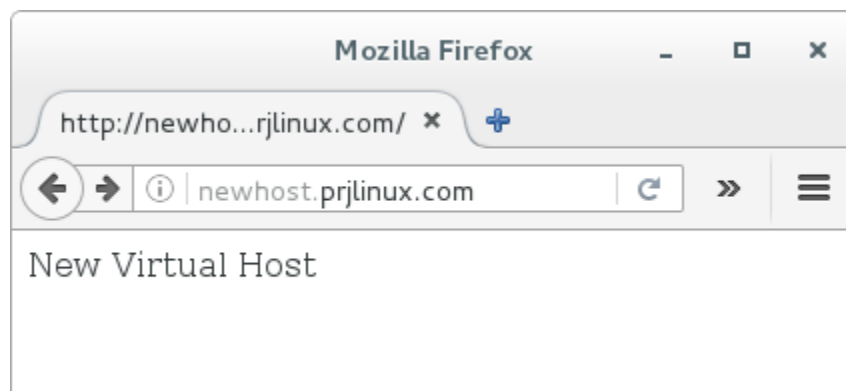 Mozilla Firefox
http://newho...rjlinux.com/
newhost.prjlinux.com
New Virtual Host